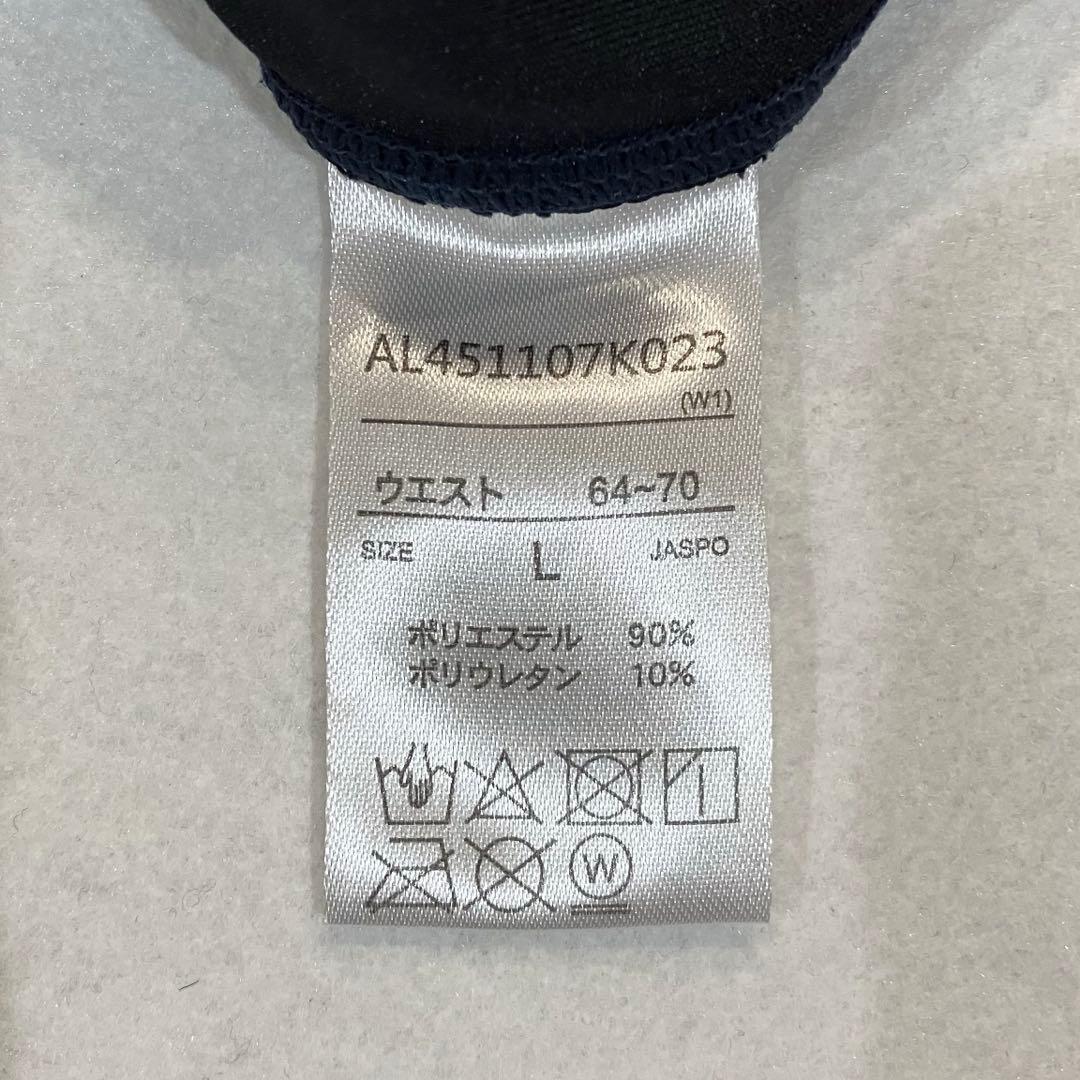 AL451107K023
(W1)
ウエスト 64~70
SIZE L JASPO
ポリエステル 90%
ポリウレタン 10%
W